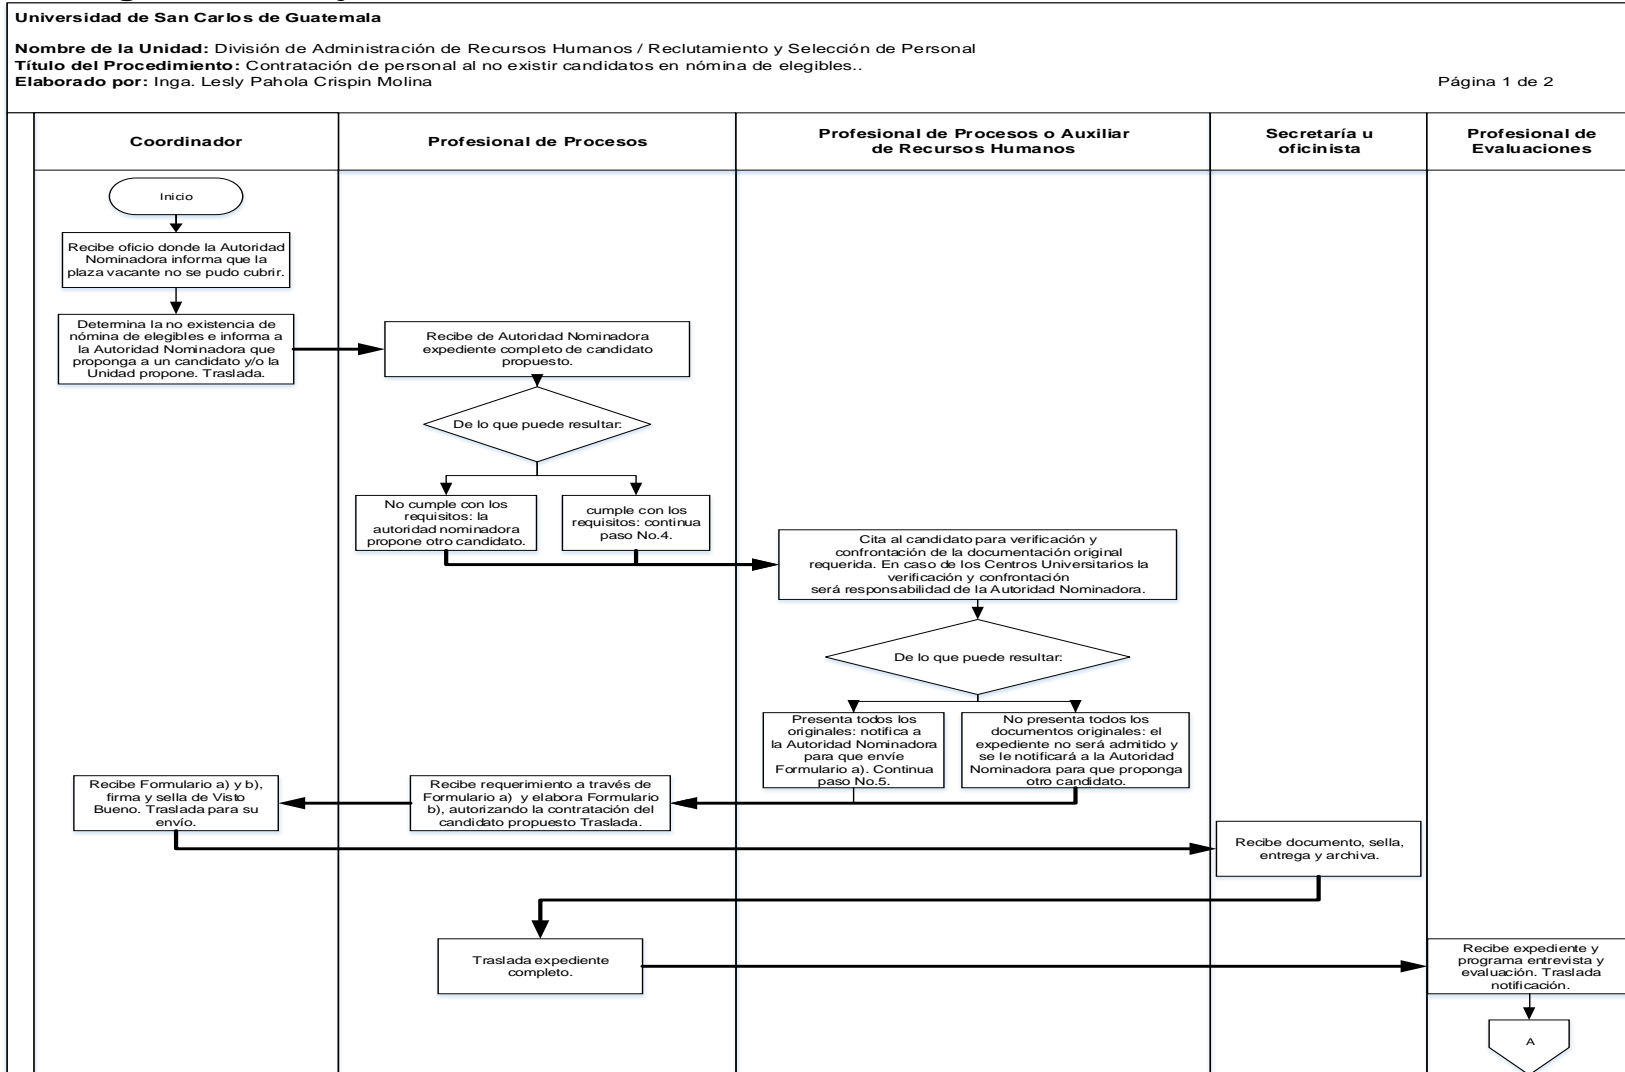 Universidad de San Carlos de Guatemala
Nombre de la Unidad: División de Administración de Recursos Humanos / Reclutamiento y Selección de Personal
Título del Procedimiento: Contratación de personal al no existir candidatos en nómina de elegibles..
Elaborado por: Inga. Lesly Pahola Crispin Molina
Página 1 de 2
Coordinador
Profesional de Procesos
Profesional de Procesos o Auxiliar
de Recursos Humanos
Secretaría u
oficinista
Profesional de
Evaluaciones
Inicio
Recibe oficio donde la Autoridad
Nominadora informa que la
plaza vacante no se pudo cubrir.
Determina la no existencia de
nómina de elegibles e informa a
la Autoridad Nominadora que
proponga a un candidato y/o la
Unidad propone. Traslada.
Recibe de Autoridad Nominadora
expediente completo de candidato
propuesto.
De lo que puede resultar:
No cumple con los
requisitos: la
autoridad nominadora
propone otro candidato.
cumple con los
requisitos: continua
paso No.4.
Cita al candidato para verificación y
confrontación de la documentación original
requerida. En caso de los Centros Universitarios la
verificación y confrontación
será responsabilidad de la Autoridad Nominadora.
De lo que puede resultar:
Presenta todos los
originales: notifica a
la Autoridad Nominadora
para que envíe
Formulario a). Continua
paso No.5.
No presenta todos los
documentos originales: el
expediente no será admitido y
se le notificará a la Autoridad
Nominadora para que proponga
otro candidato.
Recibe requerimiento a través de
Formulario a) y elabora Formulario
b), autorizando la contratación del
candidato propuesto Traslada.
Recibe Formulario a) y b),
firma y sella de Visto
Bueno. Traslada para su
envío.
Recibe documento, sella,
entrega y archiva.
Traslada expediente
completo.
Recibe expediente y
programa entrevista y
evaluación. Traslada
notificación.
A